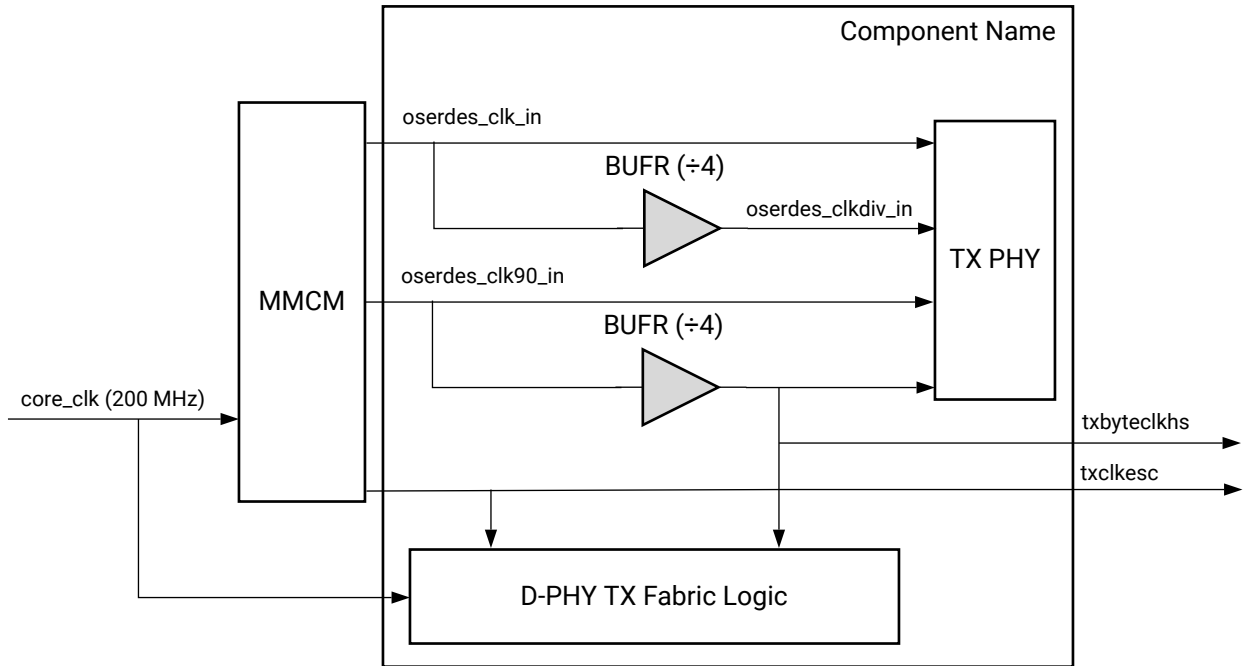 Component Name
oserdes_clk_in
BUFR (÷4)
oserdes_clkdiv_in
TX PHY
oserdes_clk90_in
MMCM
BUFR (÷4)
core_clk (200 MHz)
txbyteclkhs
txclkesc
D-PHY TX Fabric Logic